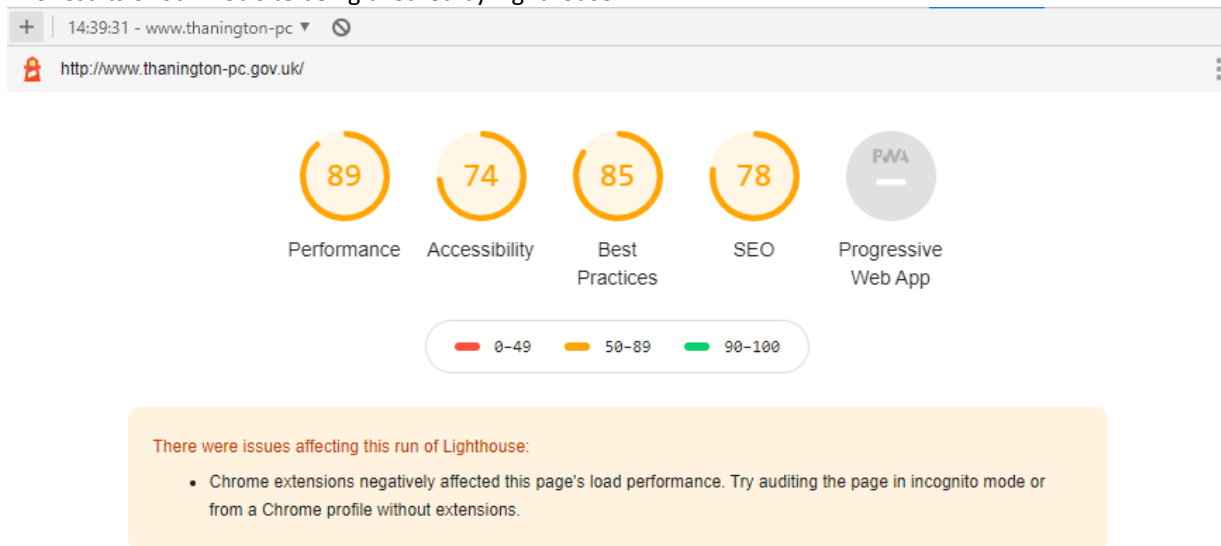 14:39:31 - www.thanington-pc ▼
http://www.thanington-pc.gov.uk/
89 74 85 78 PWA
Performance Accessibility Best Practices SEO Progressive Web App
0–49 50–89 90–100
There were issues affecting this run of Lighthouse:
• Chrome extensions negatively affected this page's load performance. Try auditing the page in incognito mode or
from a Chrome profile without extensions.